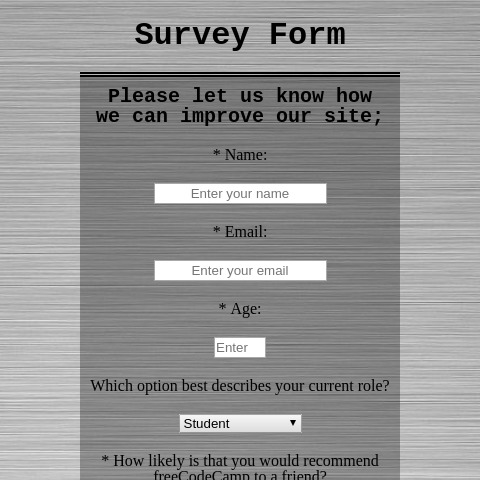 Survey Form
Please let us know how
we can improve our site;
* Name:
Enter your name
* Email:
Enter your email
* Age:
Enter
Which option best describes your current role?
Student
* How likely is that you would recommend
freeCodeCamp to a friend?